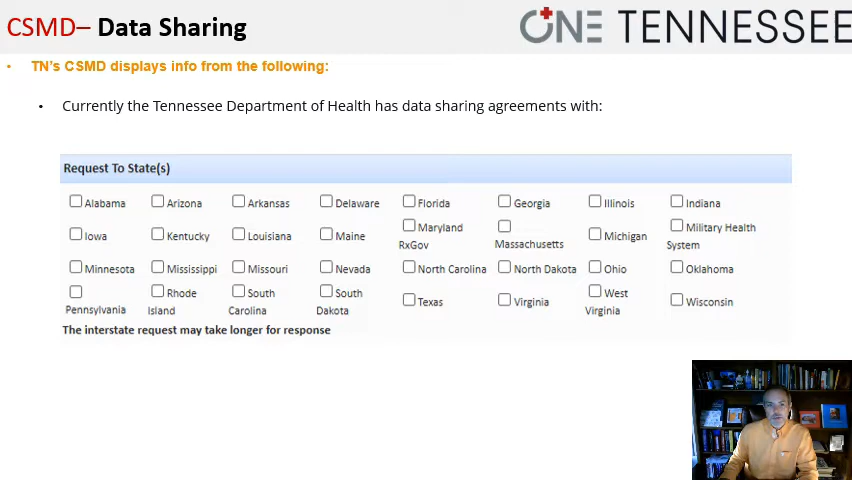 CSMD– Data Sharing
ONE TENNESSEE
• TN's CSMD displays info from the following:
• Currently the Tennessee Department of Health has data sharing agreements with:
Request To State(s)
Alabama Arizona Arkansas Delaware Florida Georgia Illinois Indiana
Iowa Kentucky Louisiana Maine Maryland RxGov Massachusetts Michigan Military Health System
Minnesota Mississippi Missouri Nevada North Carolina North Dakota Ohio Oklahoma
Pennsylvania Rhode Island South Carolina South Dakota Texas Virginia West Virginia Wisconsin
The interstate request may take longer for response